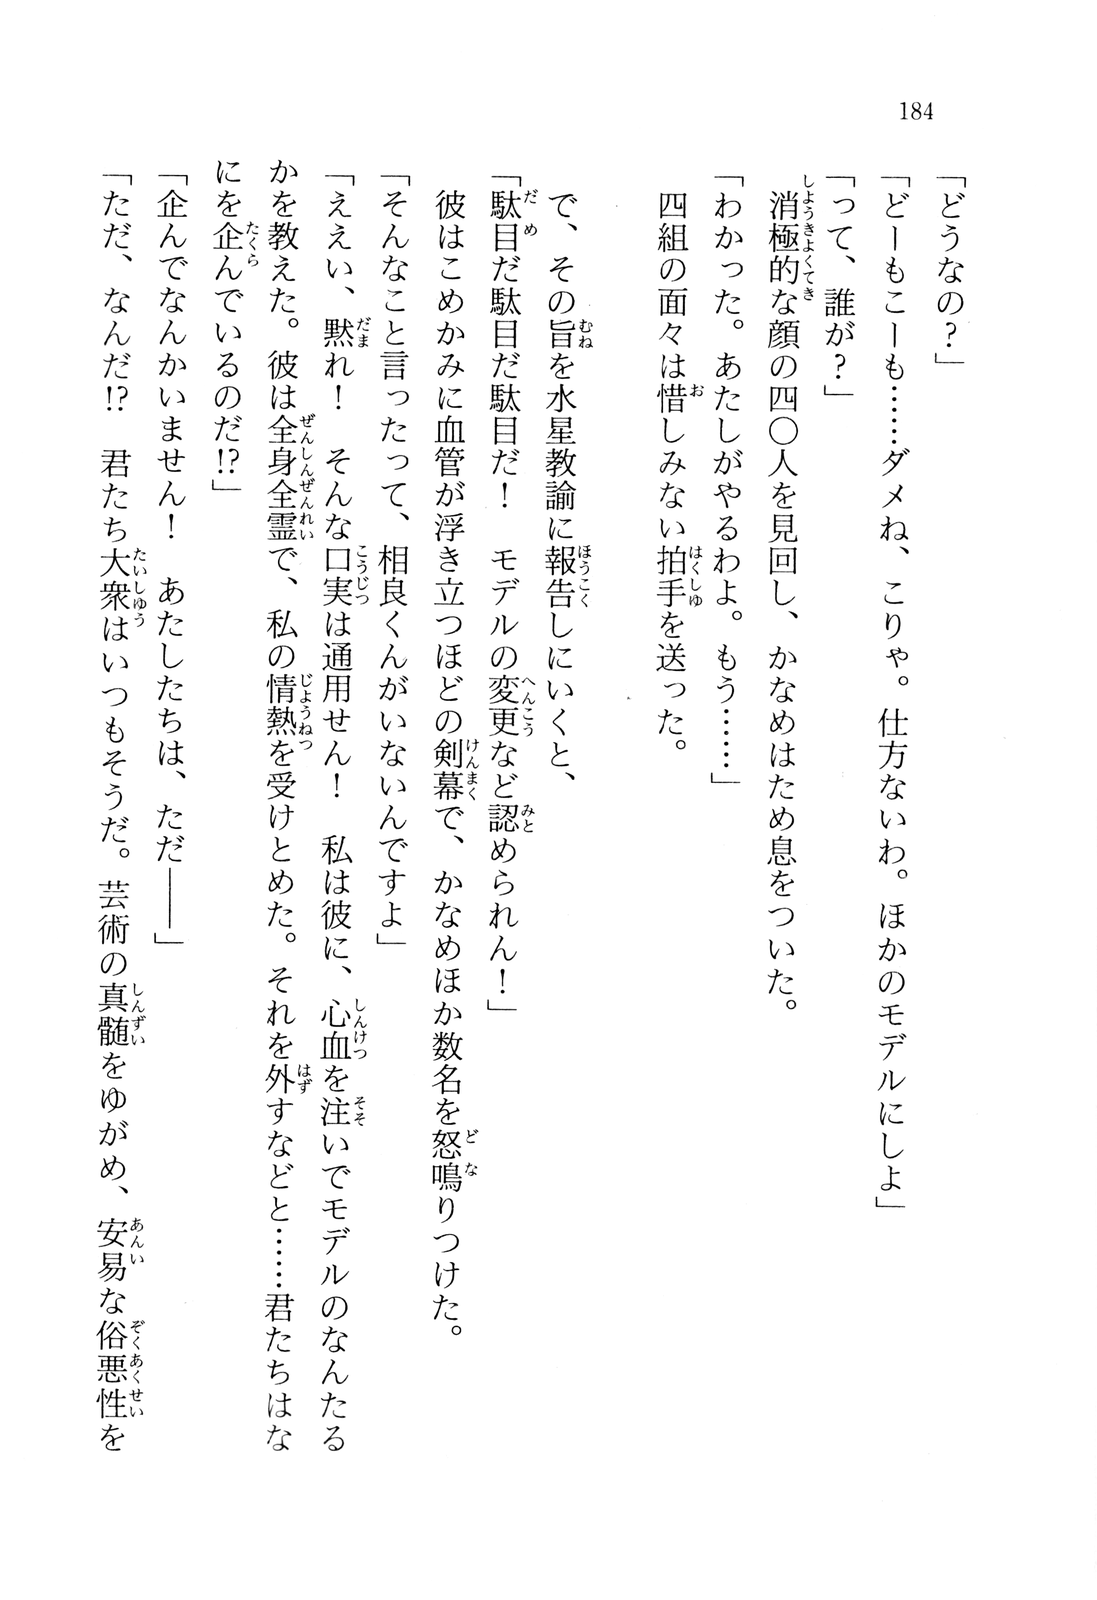 184
「どうなの？」
「どーもこーも……ダメね、こりゃ。仕方ないわ。ほかのモデルにしよ」
「って、誰が？」
消極的な顔の四〇人を見回し、かなめはため息をついた。
「わかった。あたしがやるわよ。もう……」
四組の面々は惜しみない拍手を送った。
で、その旨を水星教諭に報告しにいくと、
「駄目だ駄目だ駄目だ！　モデルの変更など認められん！」
彼はこめかみに血管が浮き立つほどの剣幕で、かなめほか数名を怒鳴りつけた。
「そんなこと言ったって、相良くんがいないんですよ」
「ええい、黙れ！　そんな口実は通用せん！　私は彼に、心血を注いでモデルのなんたる
かを教えた。彼は全身全霊で、私の情熱を受けとめた。それを外すなどと……君たちはな
にを企んでいるのだ!?」
「企んでなんかいません！　あたしたちは、ただ――」
「ただ、なんだ!?　君たち大衆はいつもそうだ。芸術の真髄をゆがめ、安易な俗悪性を